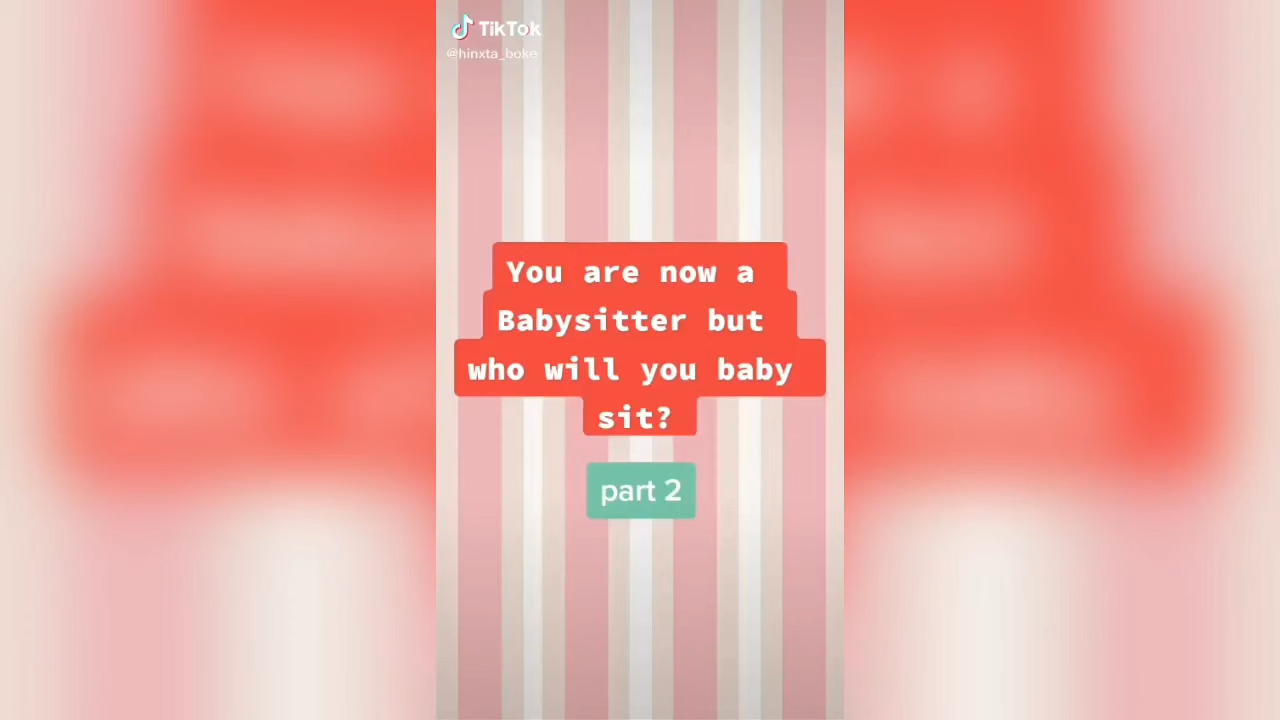 TikTok
@hinxta_boke
You are now a
Babysitter but
who will you baby
sit?
part 2